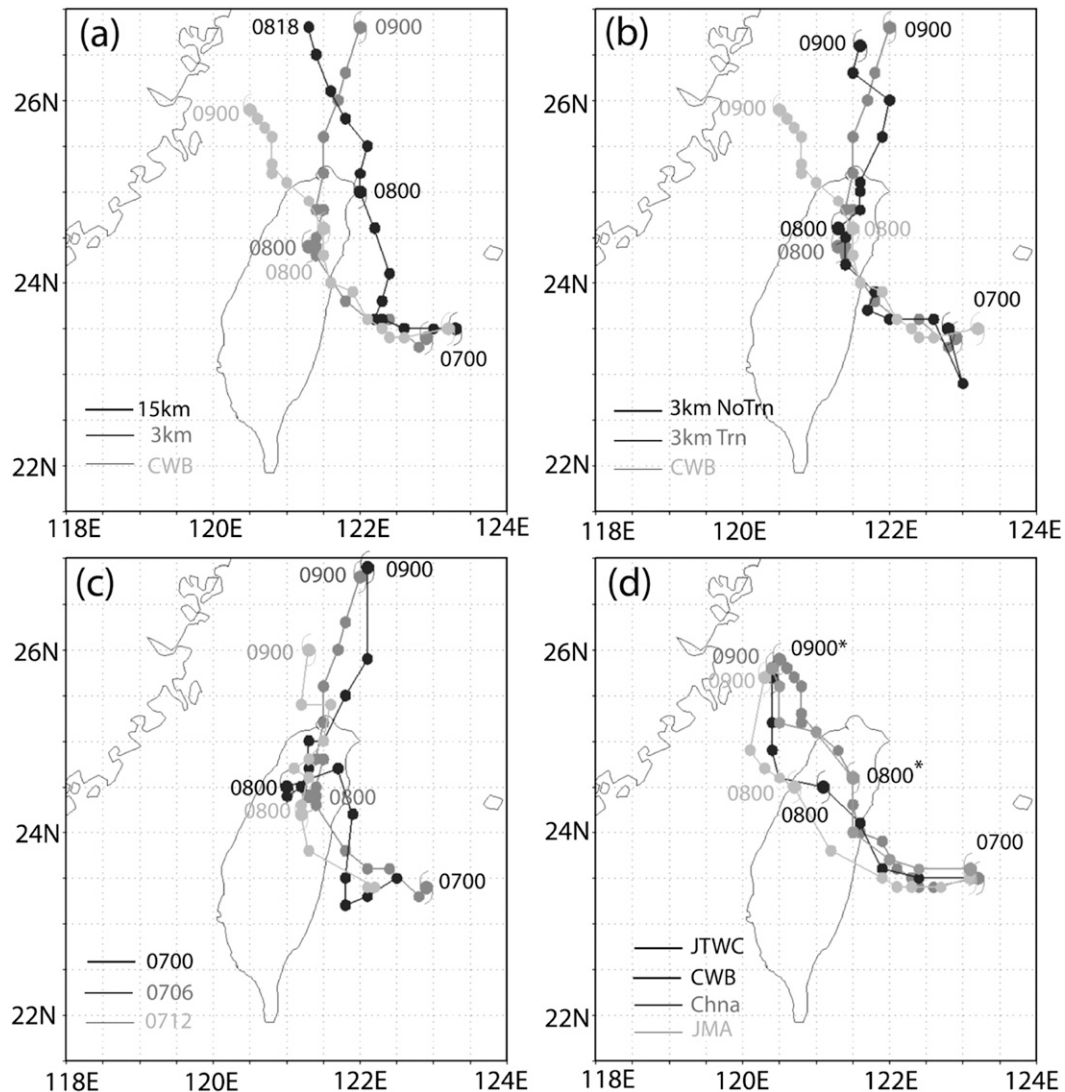 (a)
0818
0900
26N
0900
0800
0800
0800
24N
0700
15km
3km
CWB
22N
118E
120E
122E
124E
(b)
0900
0900
26N
0900
0800
0800
0800
24N
0700
3km NoTrn
3km Trn
CWB
22N
118E
120E
122E
124E
(c)
0900
0900
26N
0900
0800
0800
0800
24N
0700
0700
0706
0712
22N
118E
120E
122E
124E
(d)
0900
0900*
0900
26N
0800*
0800
0800
24N
0700
JTWC
CWB
Chna
JMA
22N
118E
120E
122E
124E